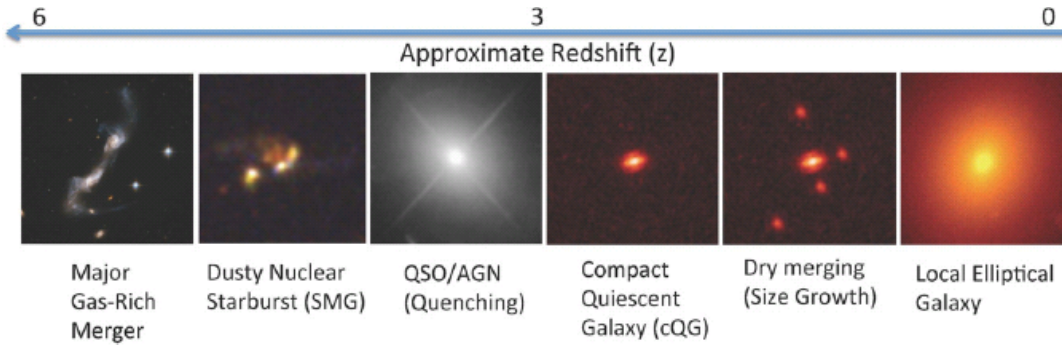 6 3 0
Approximate Redshift (z)
Major
Gas-Rich
Merger
Dusty Nuclear
Starburst (SMG)
QSO/AGN
(Quenching)
Compact
Quiescent
Galaxy (cQG)
Dry merging
(Size Growth)
Local Elliptical
Galaxy